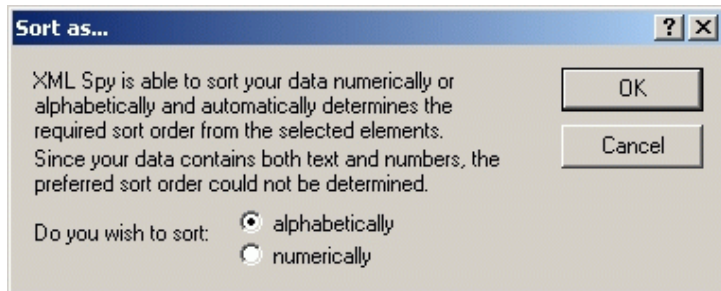 Sort as...
XML Spy is able to sort your data numerically or
alphabetically and automatically determines the
required sort order from the selected elements.
Since your data contains both text and numbers, the
preferred sort order could not be determined.
OK
Cancel
Do you wish to sort:
alphabetically
numerically